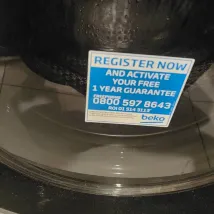 REGISTER NOW
AND ACTIVATE
YOUR FREE
1 YEAR GUARANTEE
0800 597 8643
beko